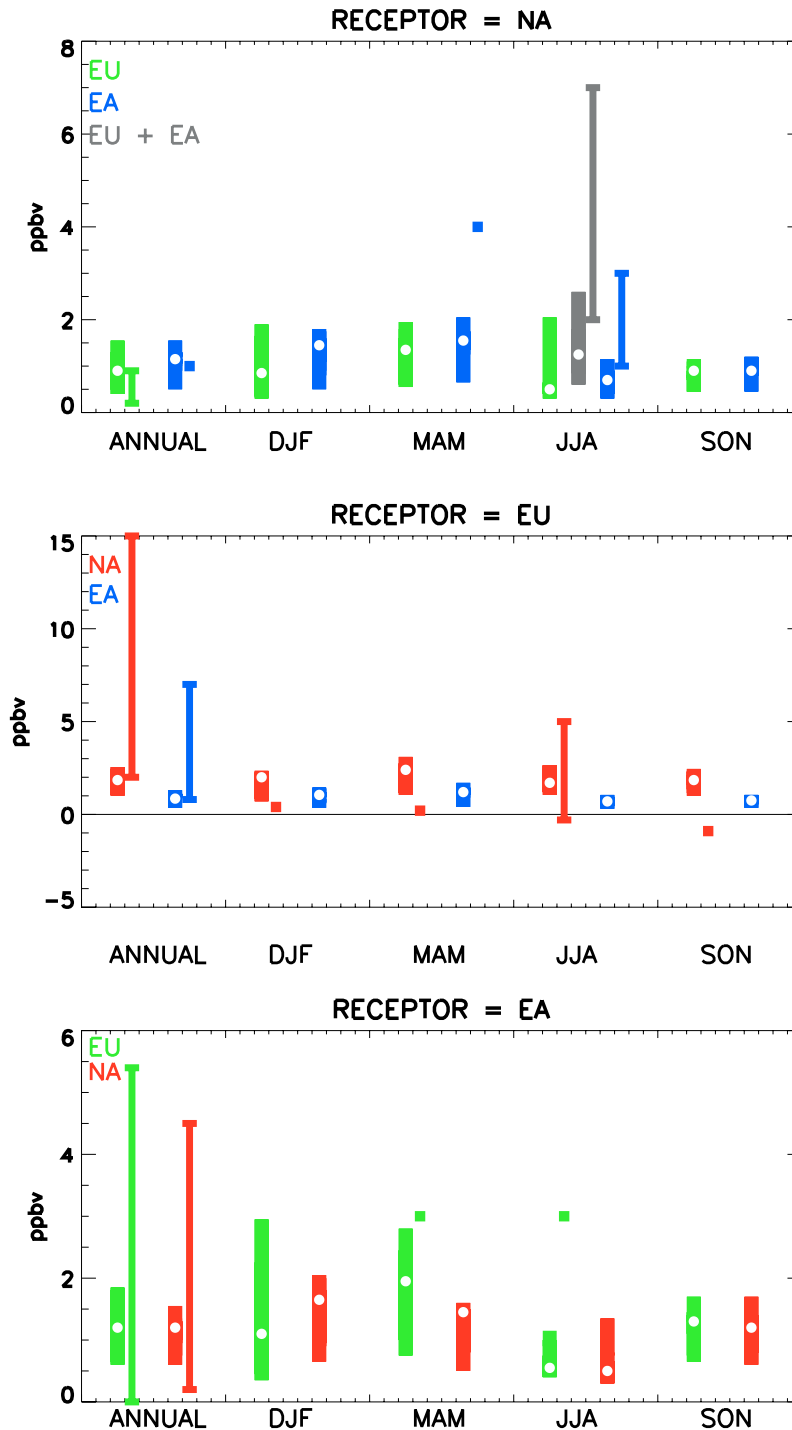 RECEPTOR = NA
8
EU
EA
EU + EA
6
ppbv
4
2
0
ANNUAL DJF MAM JJA SON
RECEPTOR = EU
15
NA
EA
10
ppbv
5
0
-5
ANNUAL DJF MAM JJA SON
RECEPTOR = EA
6
EU
NA
4
ppbv
2
0
ANNUAL DJF MAM JJA SON